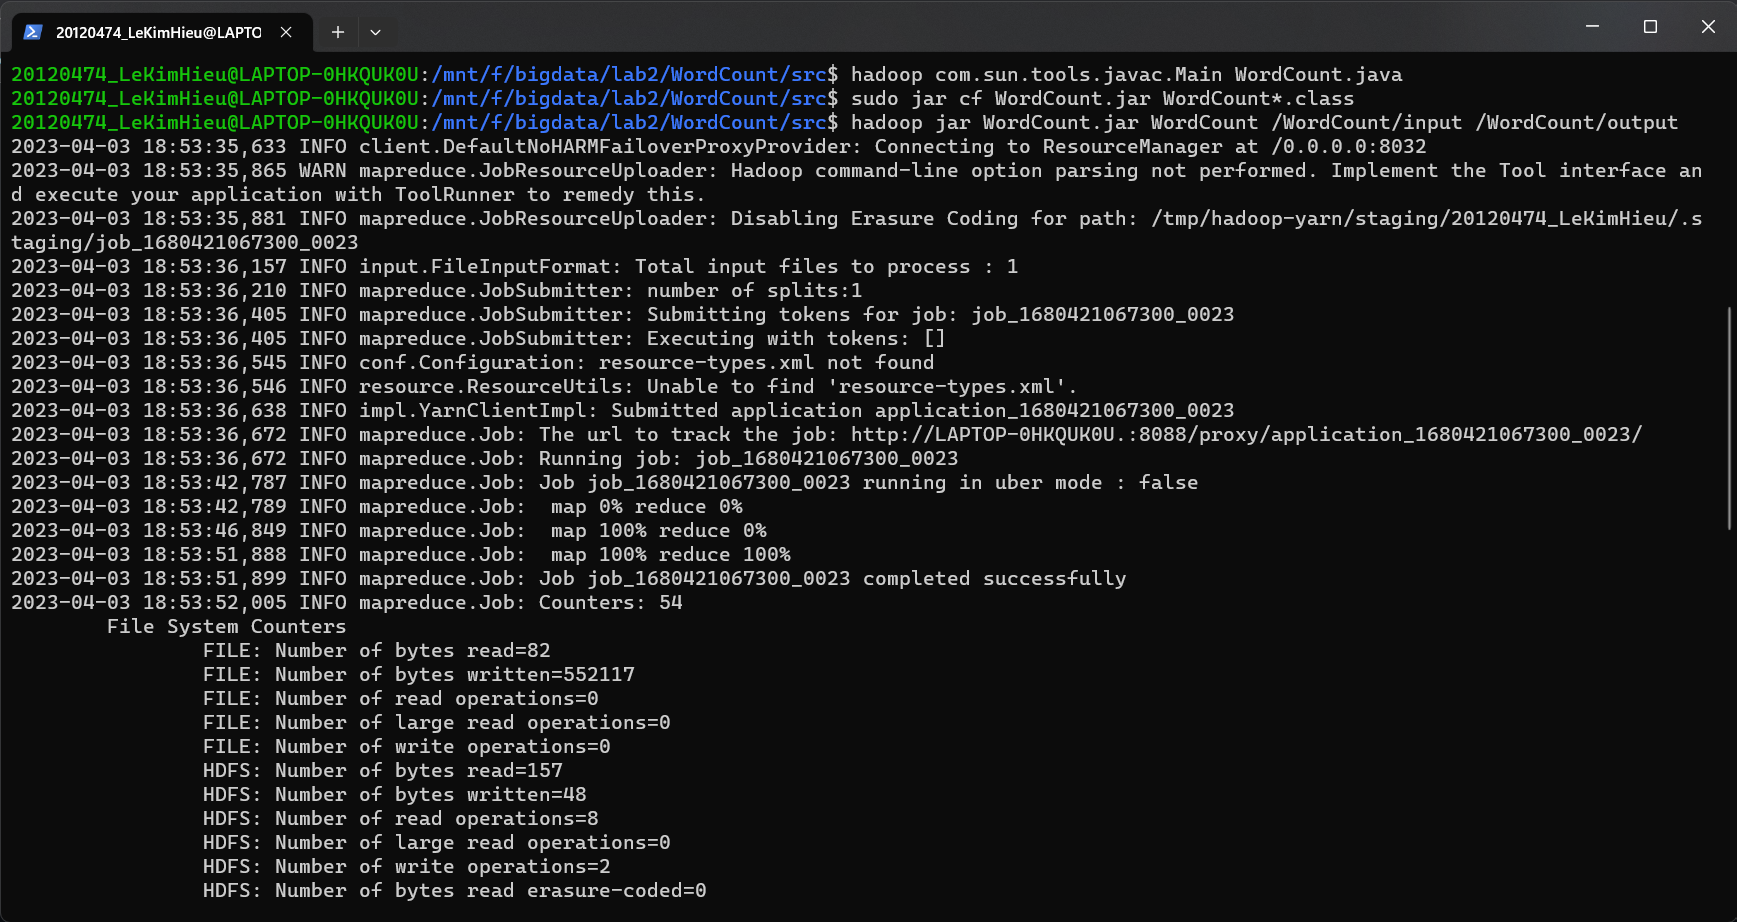 20120474_LeKimHieu@LAPTO
20120474_LeKimHieu@LAPTOP-0HKQUK0U:/mnt/f/bigdata/lab2/WordCount/src$ hadoop com.sun.tools.javac.Main WordCount.java
20120474_LeKimHieu@LAPTOP-0HKQUK0U:/mnt/f/bigdata/lab2/WordCount/src$ sudo jar cf WordCount.jar WordCount*.class
20120474_LeKimHieu@LAPTOP-0HKQUK0U:/mnt/f/bigdata/lab2/WordCount/src$ hadoop jar WordCount.jar WordCount /WordCount/input /WordCount/output
2023-04-03 18:53:35,633 INFO client.DefaultNoHARMFailoverProxyProvider: Connecting to ResourceManager at /0.0.0.0:8032
2023-04-03 18:53:35,865 WARN mapreduce.JobResourceUploader: Hadoop command-line option parsing not performed. Implement the Tool interface an
d execute your application with ToolRunner to remedy this.
2023-04-03 18:53:35,881 INFO mapreduce.JobResourceUploader: Disabling Erasure Coding for path: /tmp/hadoop-yarn/staging/20120474_LeKimHieu/.s
taging/job_1680421067300_0023
2023-04-03 18:53:36,157 INFO input.FileInputFormat: Total input files to process : 1
2023-04-03 18:53:36,210 INFO mapreduce.JobSubmitter: number of splits:1
2023-04-03 18:53:36,405 INFO mapreduce.JobSubmitter: Submitting tokens for job: job_1680421067300_0023
2023-04-03 18:53:36,405 INFO mapreduce.JobSubmitter: Executing with tokens: []
2023-04-03 18:53:36,545 INFO conf.Configuration: resource-types.xml not found
2023-04-03 18:53:36,546 INFO resource.ResourceUtils: Unable to find 'resource-types.xml'.
2023-04-03 18:53:36,638 INFO impl.YarnClientImpl: Submitted application application_1680421067300_0023
2023-04-03 18:53:36,672 INFO mapreduce.Job: The url to track the job: http://LAPTOP-0HKQUK0U.:8088/proxy/application_1680421067300_0023/
2023-04-03 18:53:36,672 INFO mapreduce.Job: Running job: job_1680421067300_0023
2023-04-03 18:53:42,787 INFO mapreduce.Job: Job job_1680421067300_0023 running in uber mode : false
2023-04-03 18:53:42,789 INFO mapreduce.Job:  map 0% reduce 0%
2023-04-03 18:53:46,849 INFO mapreduce.Job:  map 100% reduce 0%
2023-04-03 18:53:51,888 INFO mapreduce.Job:  map 100% reduce 100%
2023-04-03 18:53:51,899 INFO mapreduce.Job: Job job_1680421067300_0023 completed successfully
2023-04-03 18:53:52,005 INFO mapreduce.Job: Counters: 54
File System Counters
FILE: Number of bytes read=82
FILE: Number of bytes written=552117
FILE: Number of read operations=0
FILE: Number of large read operations=0
FILE: Number of write operations=0
HDFS: Number of bytes read=157
HDFS: Number of bytes written=48
HDFS: Number of read operations=8
HDFS: Number of large read operations=0
HDFS: Number of write operations=2
HDFS: Number of bytes read erasure-coded=0